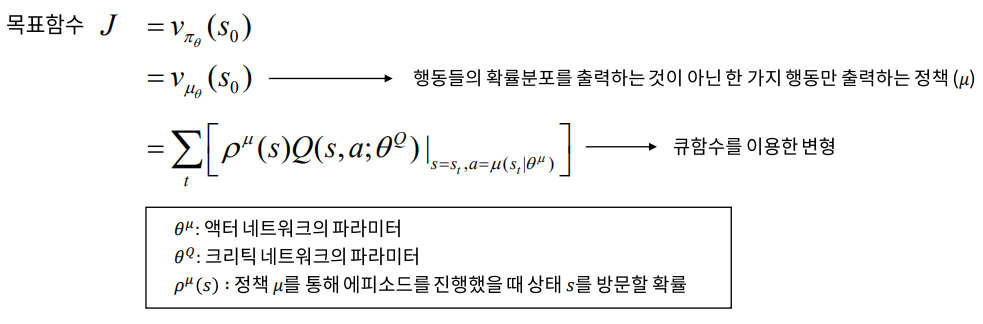 목표함수 J = v_{π_θ}(s_0)
= v_{μ_θ}(s_0) → 행동들의 확률분포를 출력하는 것이 아닌 한 가지 행동만 출력하는 정책 (μ)
= ∑_t [ρ^μ(s)Q(s,a;θ^Q)|_{s=s_t,a=μ(s_t|θ^μ)}] → 큐함수를 이용한 변형
θ^μ: 액터 네트워크의 파라미터
θ^Q: 크리틱 네트워크의 파라미터
ρ^μ(s) : 정책 μ를 통해 에피소드를 진행했을 때 상태 s를 방문할 확률